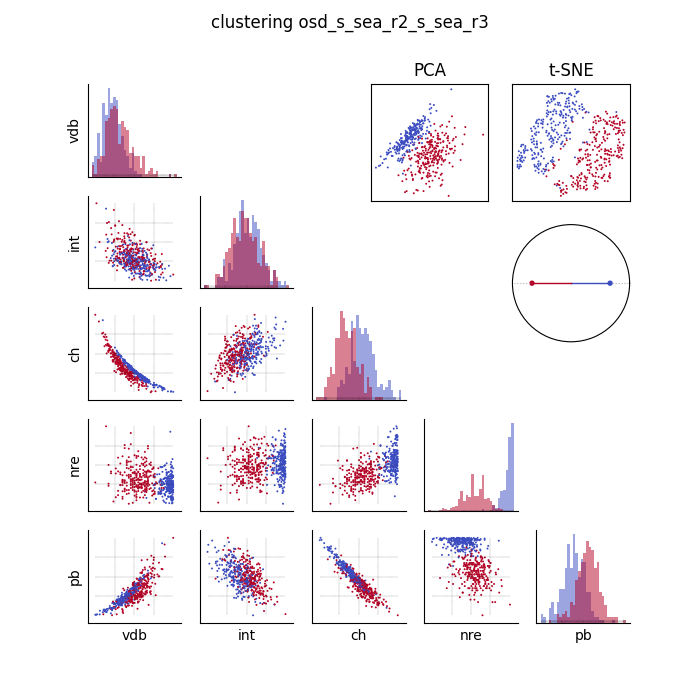 clustering osd_s_sea_r2_s_sea_r3
PCA
t-SNE
vdb
int
ch
nre
pb
vdb
int
ch
nre
pb